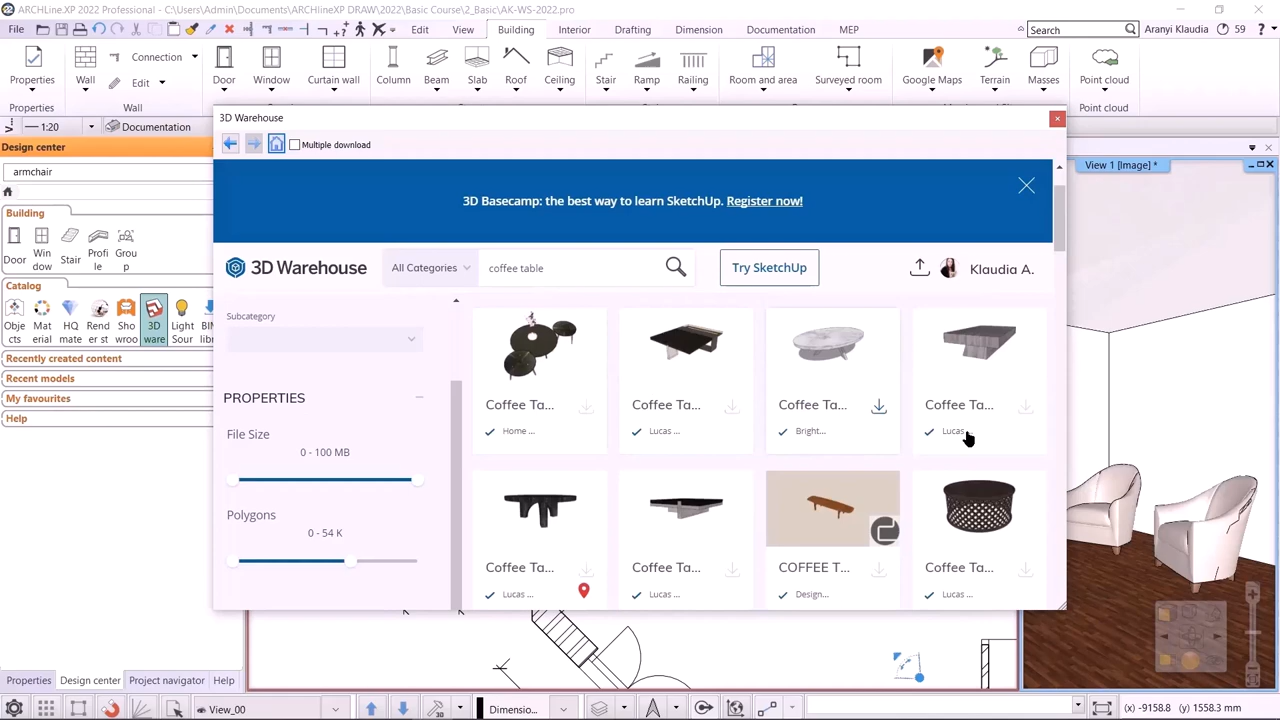 ARCHLine.XP 2022 Professional - C:\Users\Admin\Documents\ARCHlineXP DRAW\2022\Basic Course\2_Basic\AK-WS-2022.pro
File
Edit View Building Interior Drafting Dimension Documentation MEP
Search
Aranyi Klaudia 59 ?
Properties Wall Connection Edit Door Window Curtain wall Column Beam Slab Roof Ceiling Stair Ramp Railing Room and area Surveyed room Google Maps Terrain Masses Point cloud
Properties Wall Point cloud
1:20 Documentation
Design center
armchair
Building
Door Win dow Stair Profi le Grou p
Catalog
Obje cts Mat erial HQ mate Rend er st Sho wroo 3D ware Light Sour BI libr
Recently created content
Recent models
My favourites
Help
3D Warehouse
Multiple download
3D Basecamp: the best way to learn SketchUp. Register now!
3D Warehouse All Categories coffee table Try SketchUp Klaudia A.
Subcategory
PROPERTIES
File Size
0 - 100 MB
Polygons
0 - 54 K
Coffee Ta... Coffee Ta... Coffee Ta... Coffee Ta...
Home ... Lucas ... Bright... Lucas ...
Coffee Ta... Coffee Ta... COFFEE T... Coffee Ta...
Lucas ... Lucas ... Design... Lucas ...
View 1 [Image] *
Properties Design center Project navigator Help
View_00
3D
Dimensio...
(x) -9158.8 (y) 1558.3 mm